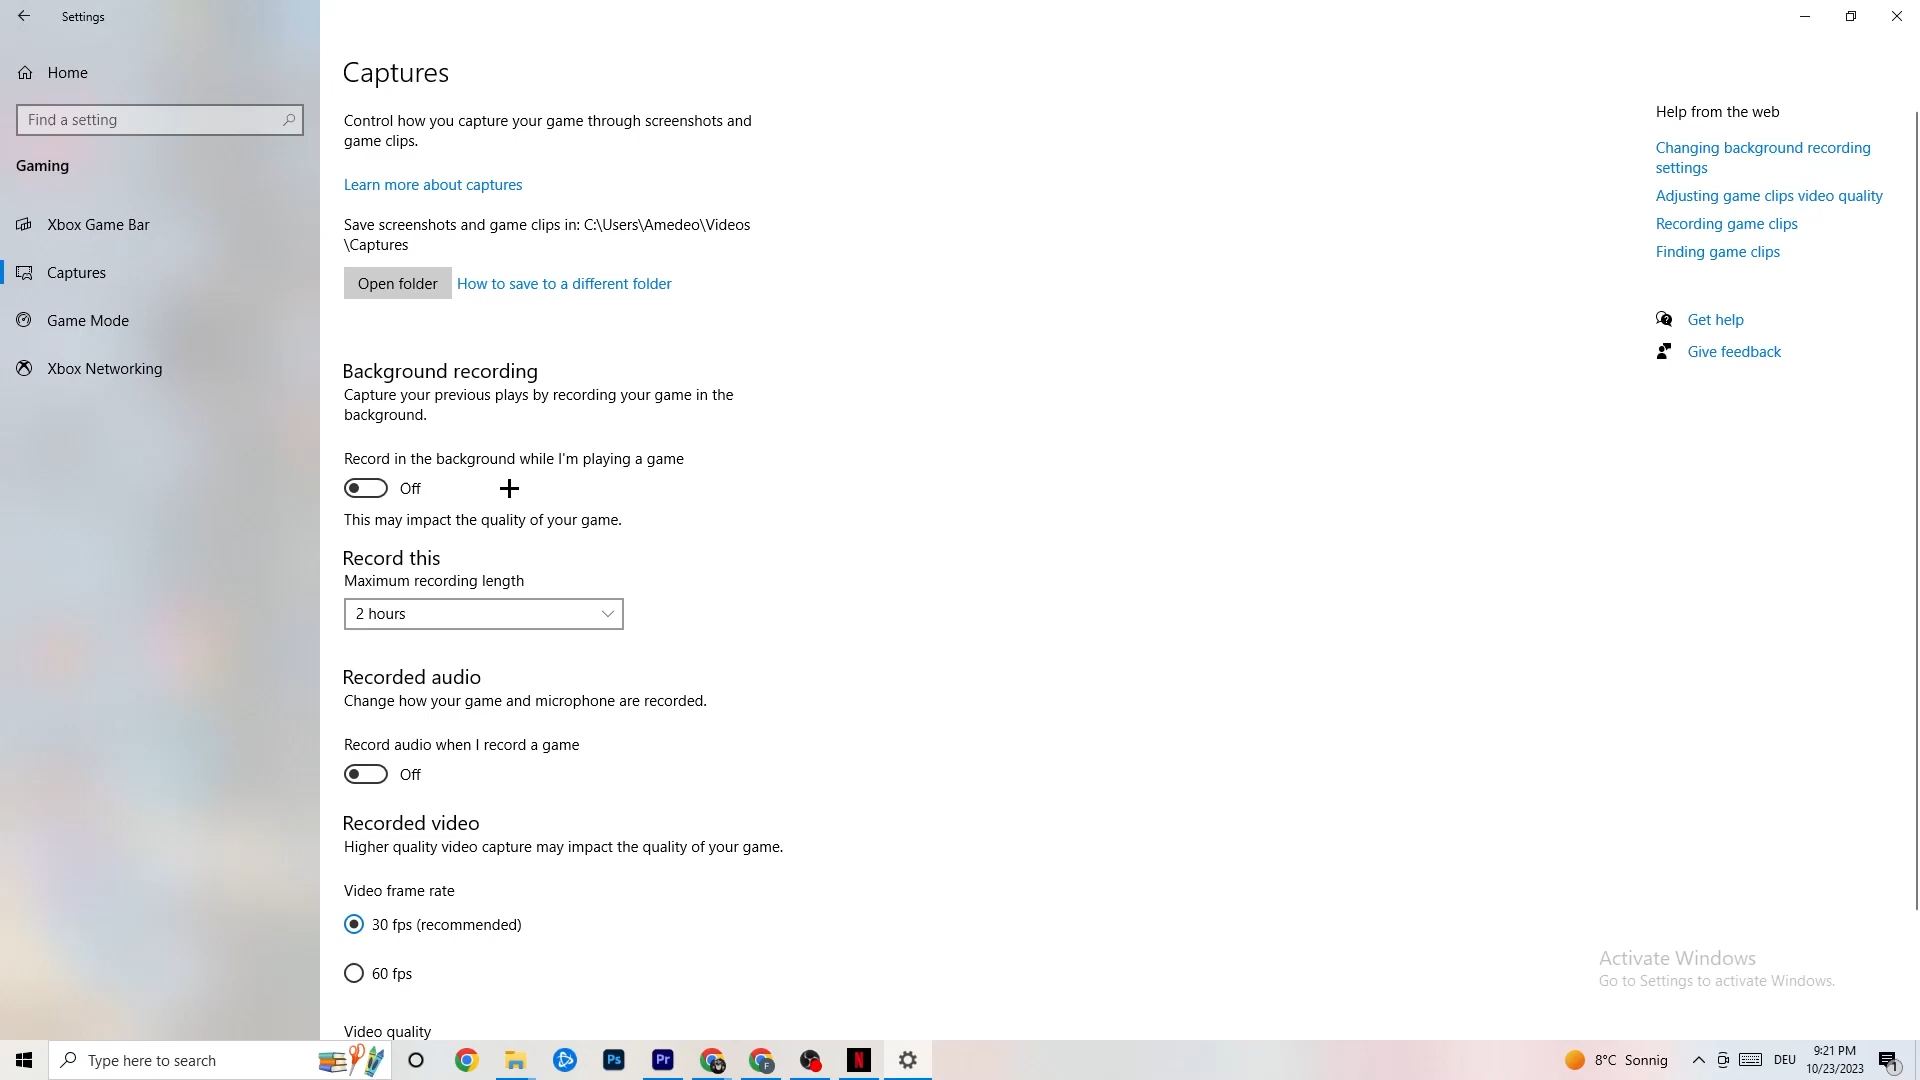 Settings
Home
Find a setting
Gaming
Xbox Game Bar
Captures
Game Mode
Xbox Networking
Captures
Control how you capture your game through screenshots and
game clips.
Learn more about captures
Save screenshots and game clips in: C:\Users\Amedeo\Videos
\Captures
Open folder
How to save to a different folder
Background recording
Capture your previous plays by recording your game in the
background.
Record in the background while I'm playing a game
Off
This may impact the quality of your game.
Record this
Maximum recording length
2 hours
Recorded audio
Change how your game and microphone are recorded.
Record audio when I record a game
Off
Recorded video
Higher quality video capture may impact the quality of your game.
Video frame rate
30 fps (recommended)
60 fps
Video quality
Help from the web
Changing background recording
settings
Adjusting game clips video quality
Recording game clips
Finding game clips
Get help
Give feedback
Activate Windows
Go to Settings to activate Windows.
Type here to search
Ps
Pr
F
N
8°C Sonnig
DEU
9:21 PM
10/23/2023
1